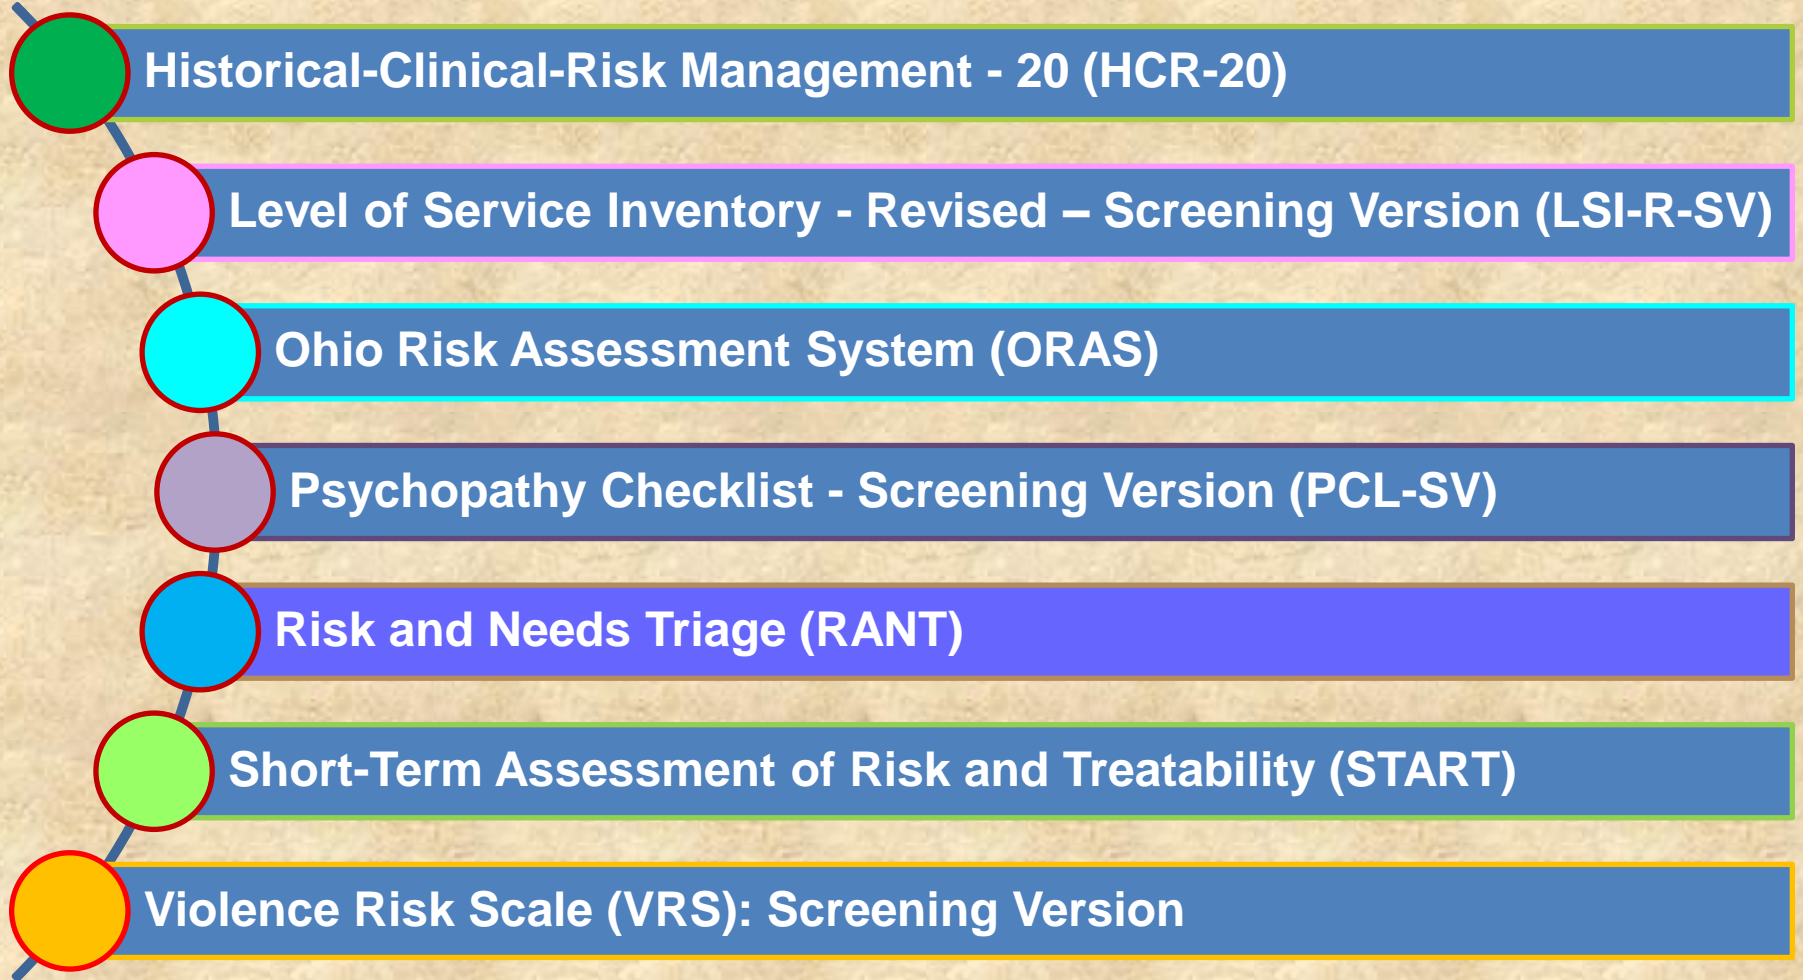 Historical-Clinical-Risk Management - 20 (HCR-20)
Level of Service Inventory - Revised – Screening Version (LSI-R-SV)
Ohio Risk Assessment System (ORAS)
Psychopathy Checklist - Screening Version (PCL-SV)
Risk and Needs Triage (RANT)
Short-Term Assessment of Risk and Treatability (START)
Violence Risk Scale (VRS): Screening Version